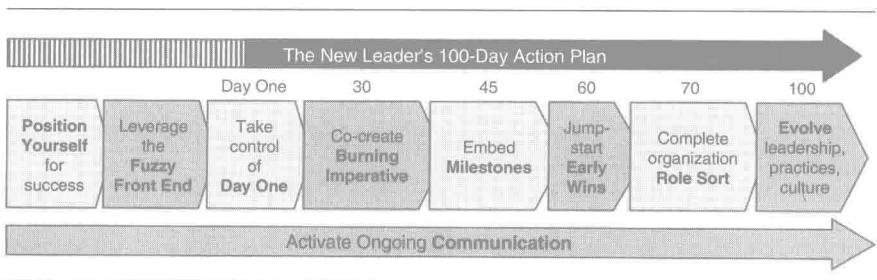 The New Leader's 100-Day Action Plan
Day One
30
45
60
70
100
Position
Yourself
for
success
Leverage
the
Fuzzy
Front End
Take
control
of
Day One
Co-create
Burning
Imperative
Embed
Milestones
Jump-
start
Early
Wins
Complete
organization
Role Sort
Evolve
leadership,
practices,
culture
Activate Ongoing Communication